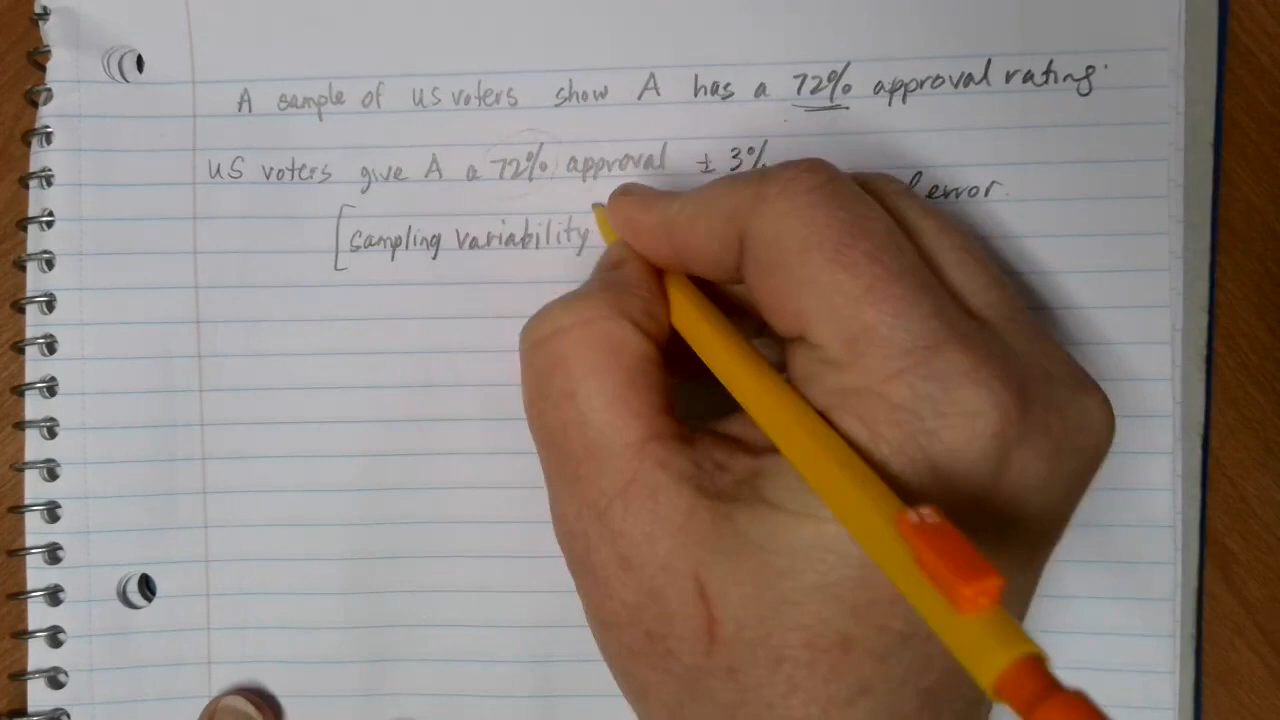 A sample of US voters show A has a 72% approval rating.
US voters give A a 72% approval ± 3%
error.
[sampling variability